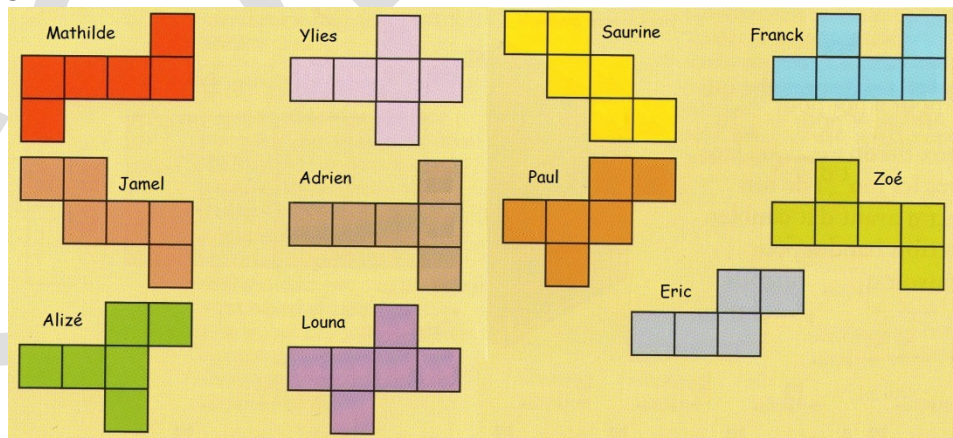 Mathilde
Ylies
Saurine
Franck
Jamel
Adrien
Paul
Zoé
Eric
Alizé
Louna